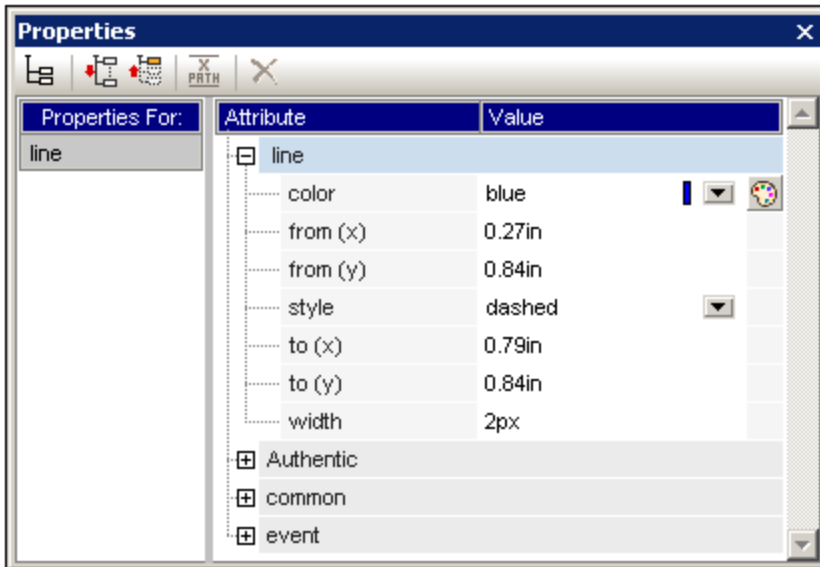 Properties
X
PATH
Properties For:
line
Attribute Value
line
color blue
from (x) 0.27in
from (y) 0.84in
style dashed
to (x) 0.79in
to (y) 0.84in
width 2px
Authentic
common
event